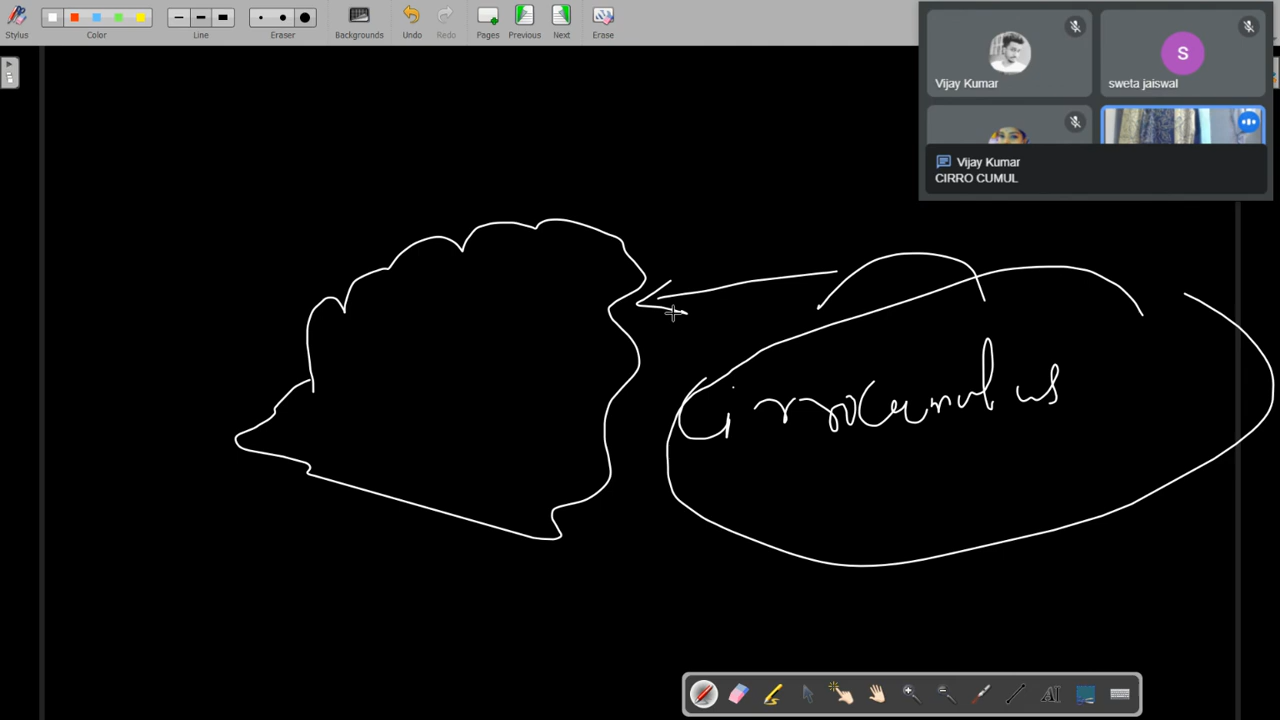 Stylus
Color
Line
Eraser
Backgrounds
Undo
Redo
Pages
Previous
Next
Erase
Vijay Kumar
S
sweta jaiswal
Vijay Kumar
CIRRO CUMUL
Cirrocumulus
AI